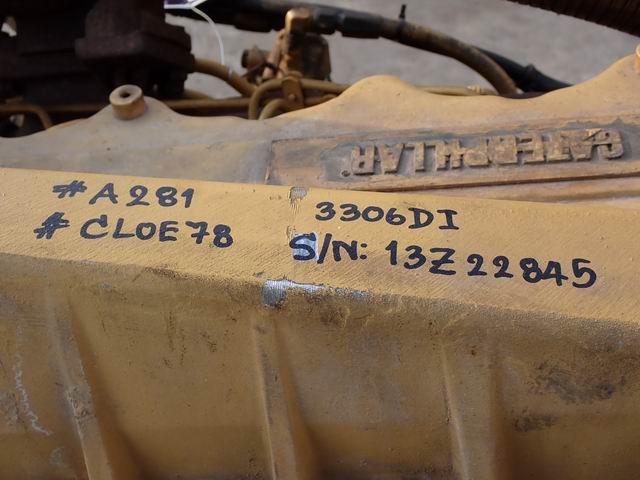 CATERPILLAR
#A281
#CLOE78
3306DI
S/N: 13Z22845